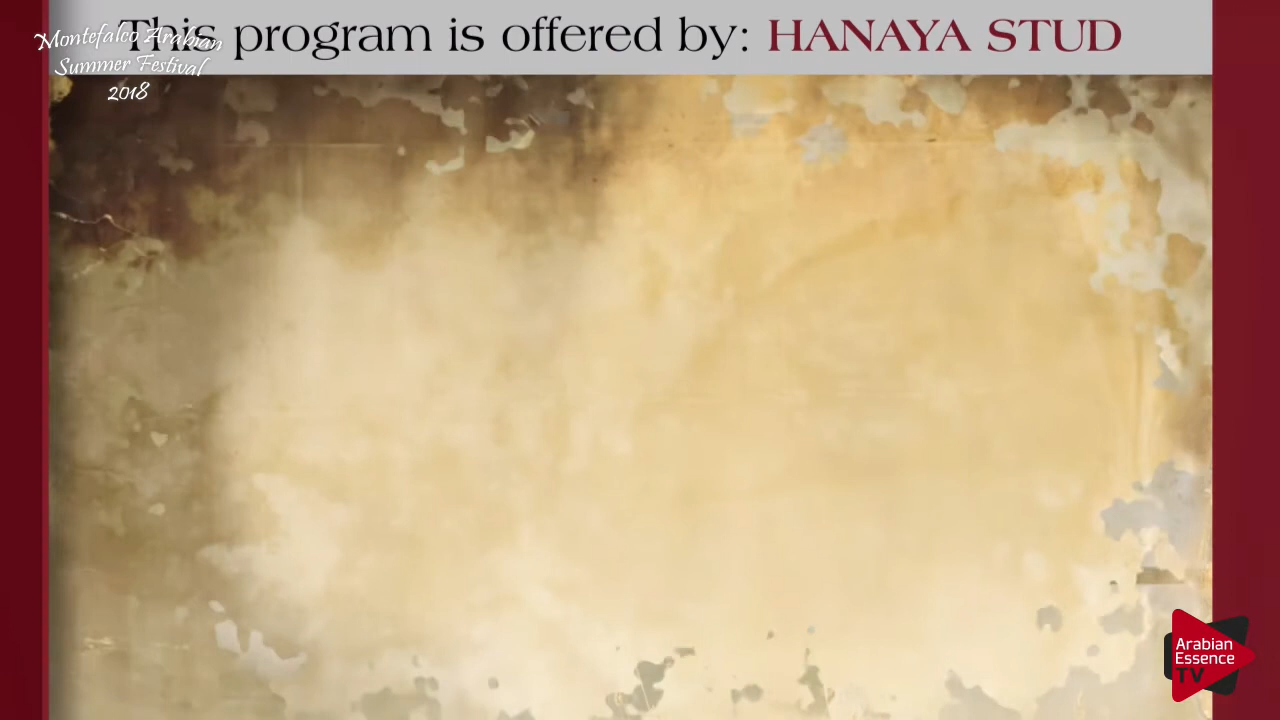 This program is offered by: HANAYA STUD
Montefalco Arabian
Summer Festival
2018
Arabian
Essence
TV